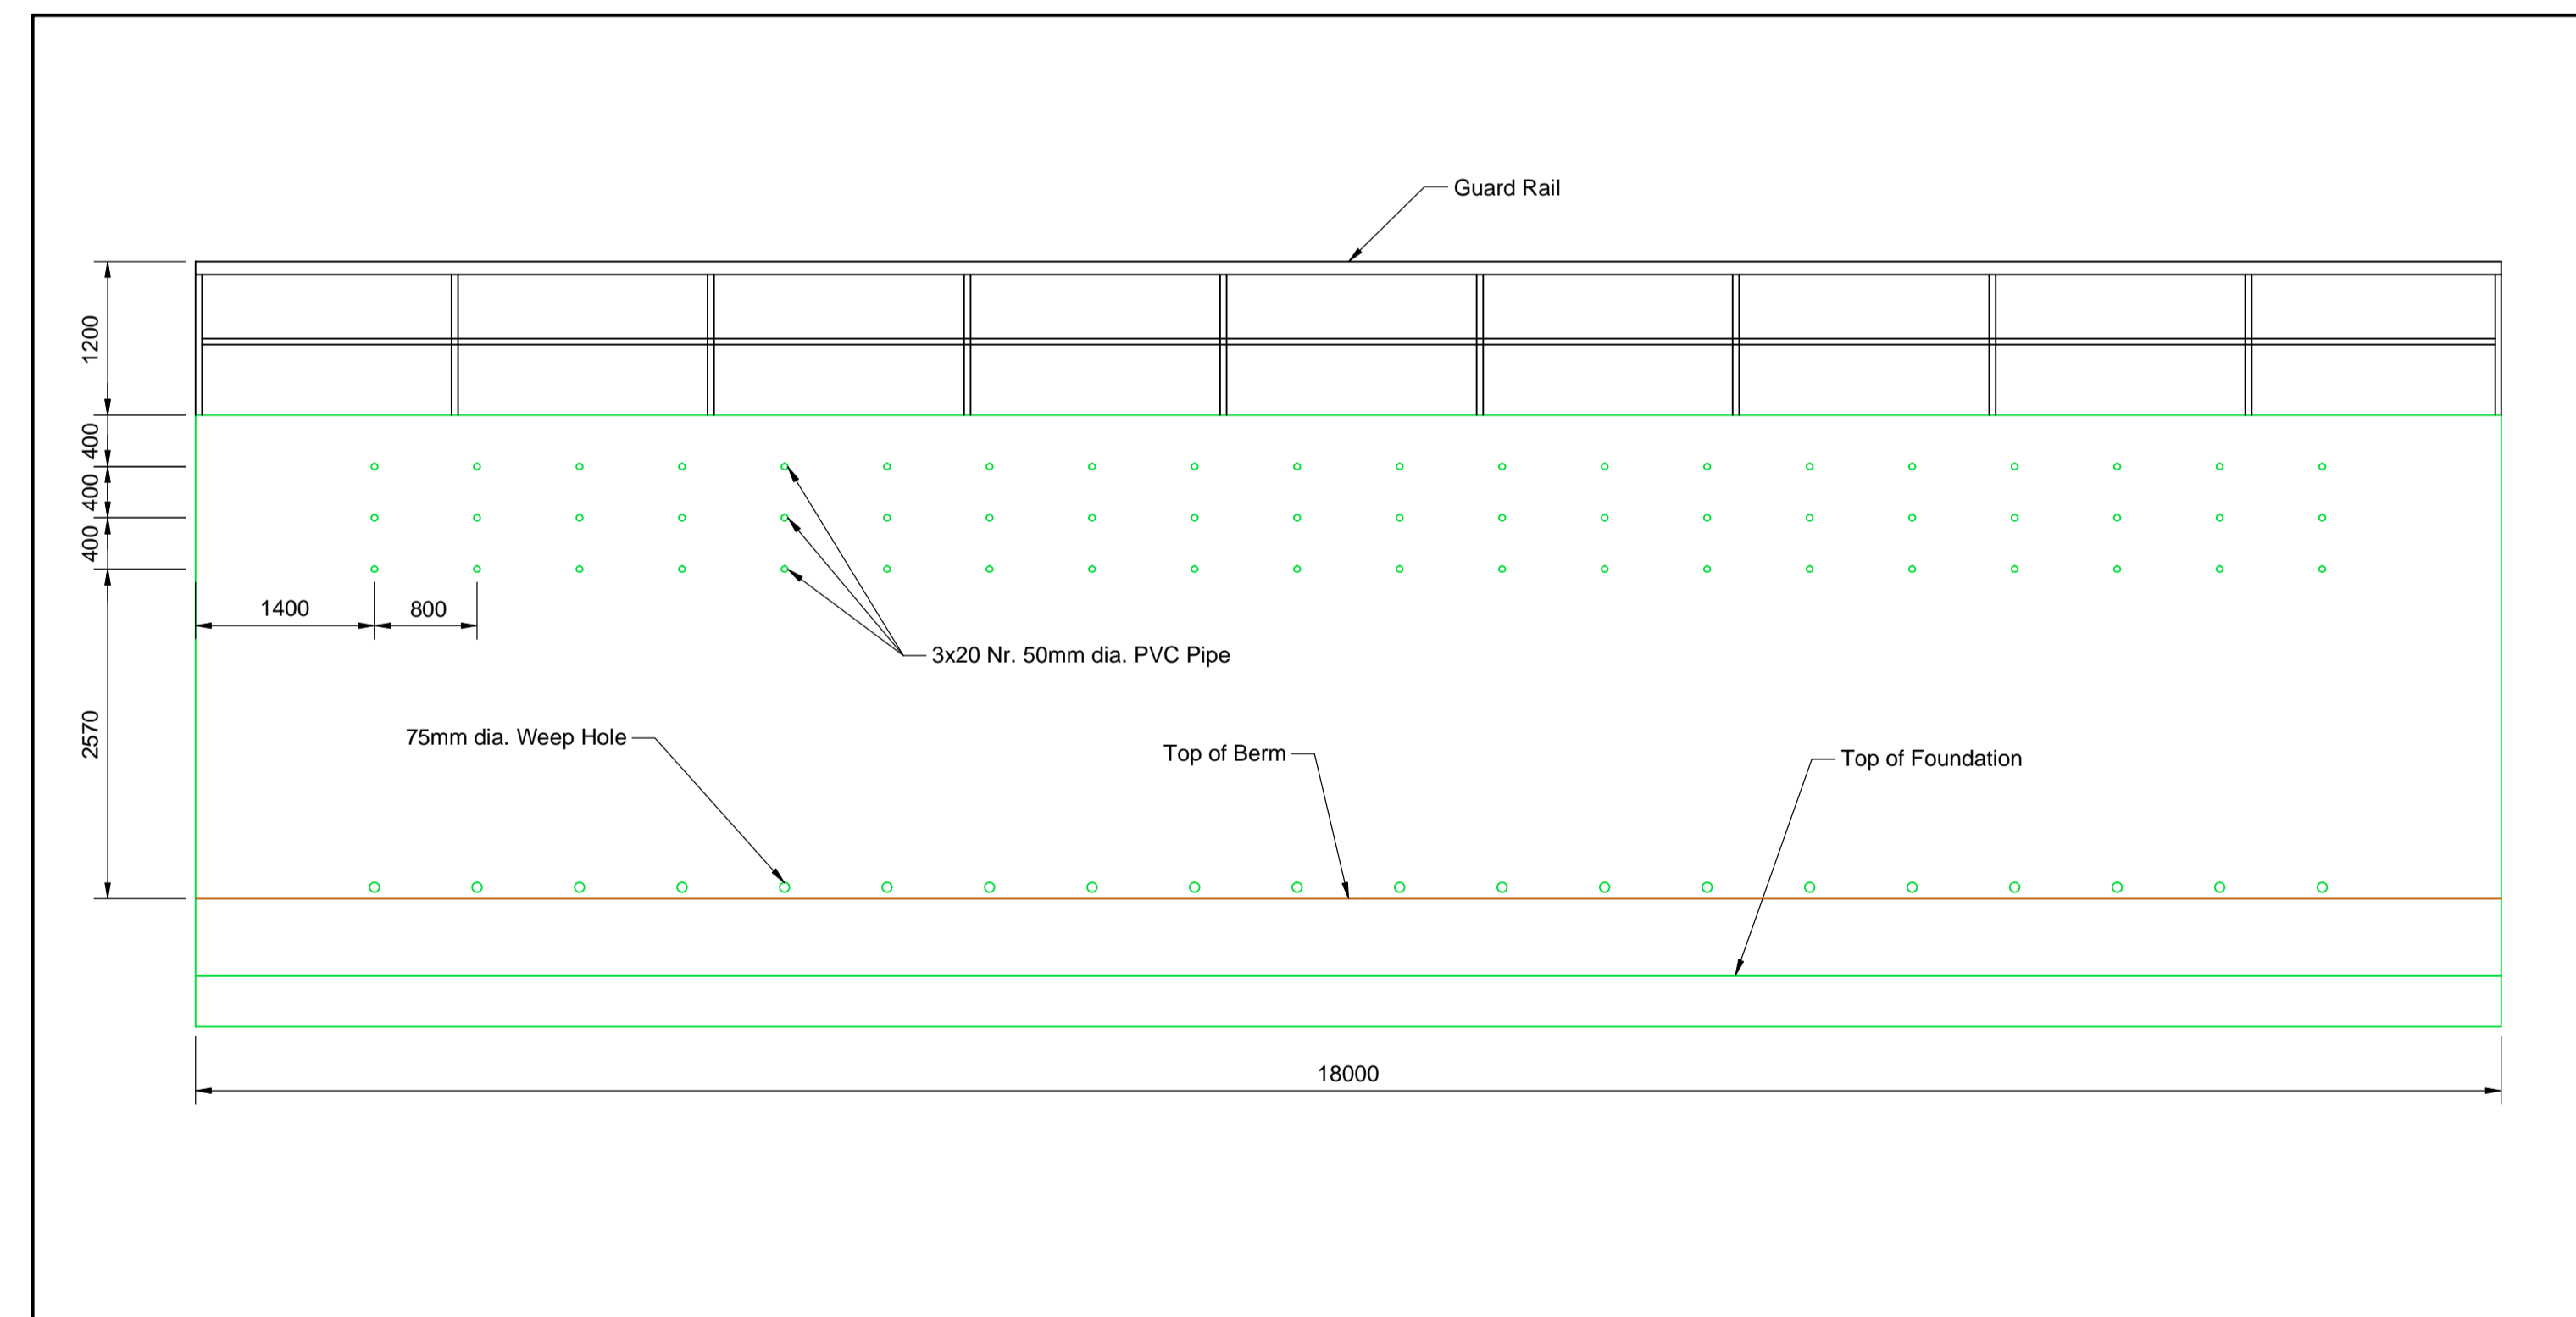 Guard Rail
1200
400
400
400
1400
800
3x20 Nr. 50mm dia. PVC Pipe
2570
75mm dia. Weep Hole
Top of Berm
Top of Foundation
18000